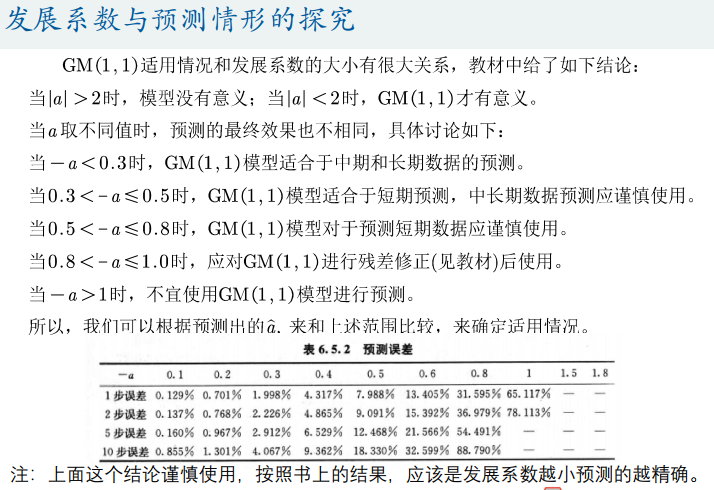 发展系数与预测情形的探究
GM(1,1)适用情况和发展系数的大小有很大关系，教材中给了如下结论：
当|a|>2时，模型没有意义；当|a|<2时，GM(1,1)才有意义。
当a取不同值时，预测的最终效果也不相同，具体讨论如下：
当-a<0.3时，GM(1,1)模型适合于中期和长期数据的预测。
当0.3<-a≤0.5时，GM(1,1)模型适合于短期预测，中长期数据预测应谨慎使用。
当0.5<-a≤0.8时，GM(1,1)模型对于预测短期数据应谨慎使用。
当0.8<-a≤1.0时，应对GM(1,1)进行残差修正(见教材)后使用。
当-a>1时，不宜使用GM(1,1)模型进行预测。
所以，我们可以根据预测出的â，来和上述范围比较，来确定适用情况。
表6.5.2 预测误差
-a 0.1 0.2 0.3 0.4 0.5 0.6 0.8 1 1.5 1.8
1步误差 0.129% 0.701% 1.998% 4.317% 7.988% 13.405% 31.595% 65.117% — —
2步误差 0.137% 0.768% 2.226% 4.865% 9.091% 15.392% 36.979% 78.113% — —
5步误差 0.160% 0.967% 2.912% 6.529% 12.468% 21.566% 54.491% — — —
10步误差 0.855% 1.301% 4.067% 9.362% 18.330% 32.599% 88.790% — — —
注：上面这个结论谨慎使用，按照书上的结果，应该是发展系数越小预测的越精确。